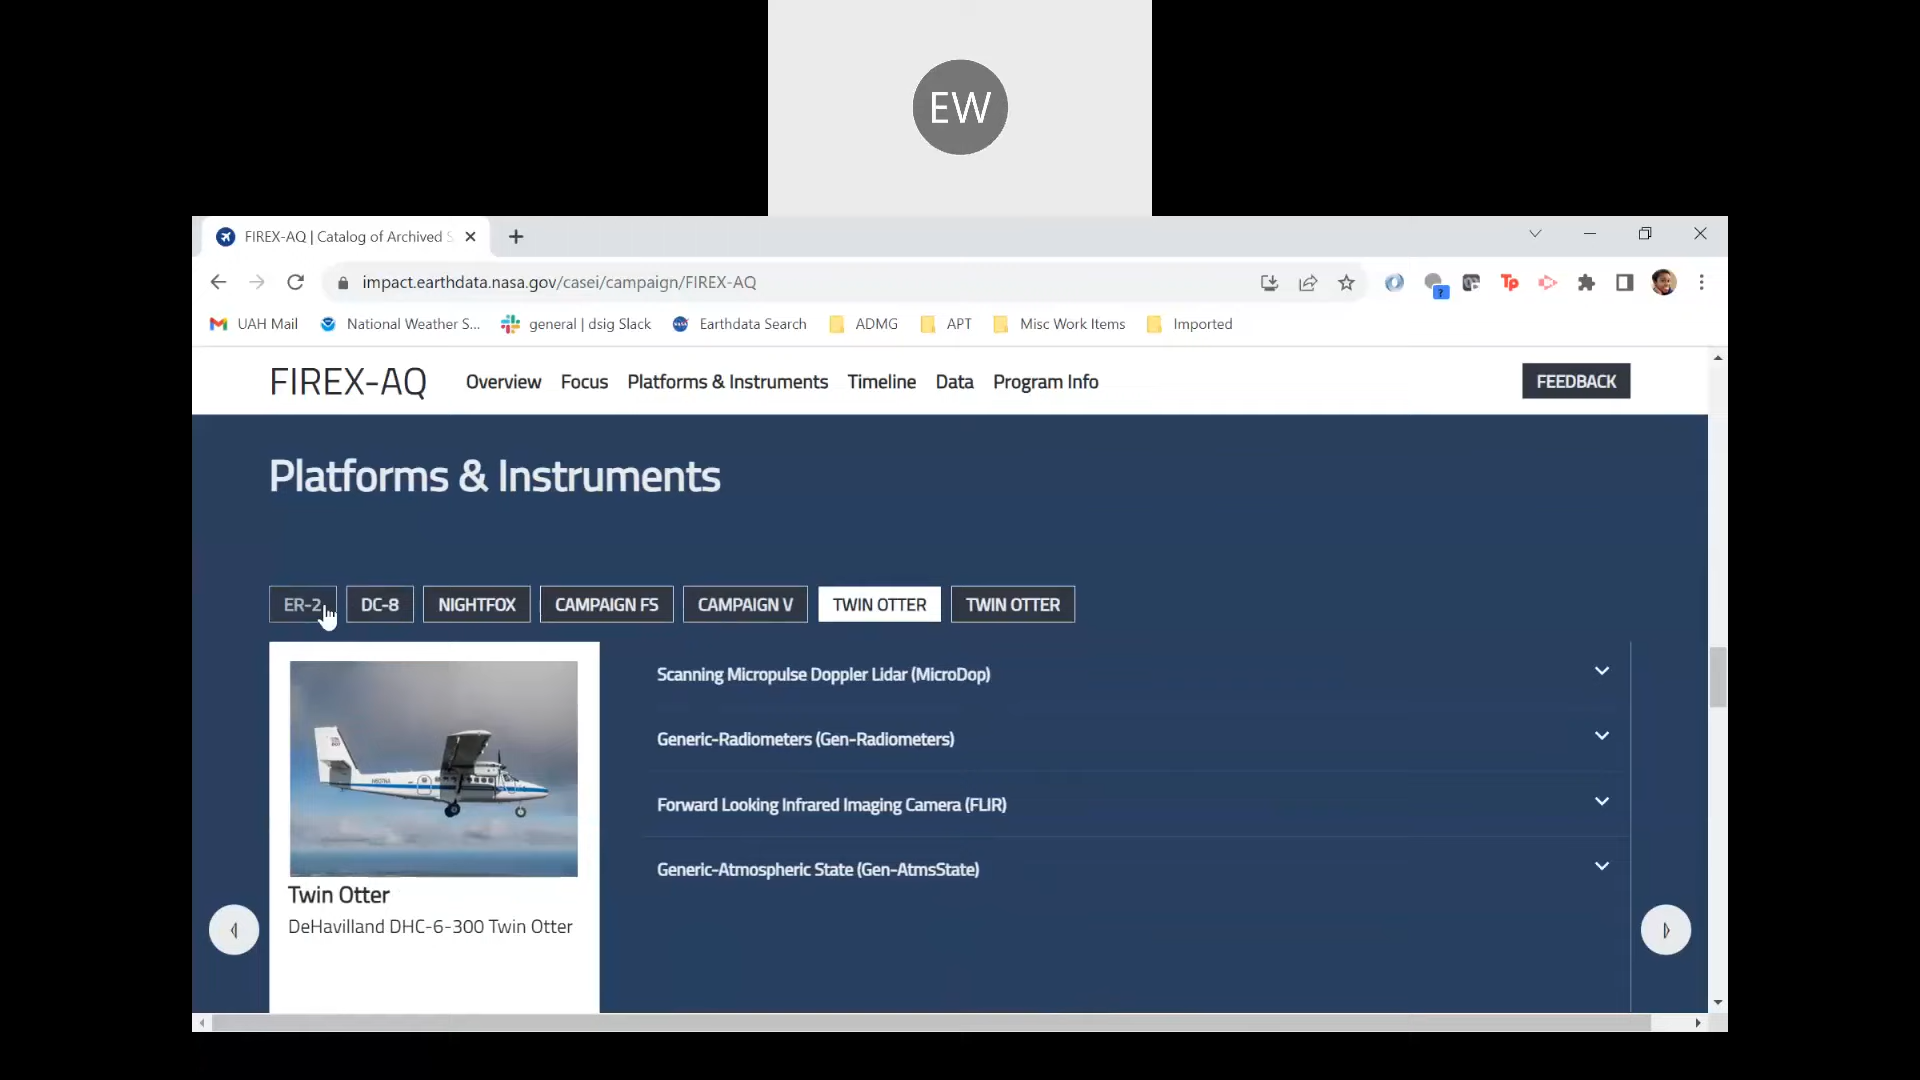 EW
FIREX-AQ | Catalog of Archived S
impact.earthdata.nasa.gov/casei/campaign/FIREX-AQ
Tp
?
UAH Mail
National Weather S...
general | dsig Slack
Earthdata Search
ADMG
APT
Misc Work Items
Imported
FIREX-AQ
Overview
Focus
Platforms & Instruments
Timeline
Data
Program Info
FEEDBACK
Platforms & Instruments
ER-2
DC-8
NIGHTFOX
CAMPAIGN FS
CAMPAIGN V
TWIN OTTER
TWIN OTTER
Scanning Micropulse Doppler Lidar (MicroDop)
Generic-Radiometers (Gen-Radiometers)
Forward Looking Infrared Imaging Camera (FLIR)
Generic-Atmospheric State (Gen-AtmsState)
Twin Otter
DeHavilland DHC-6-300 Twin Otter